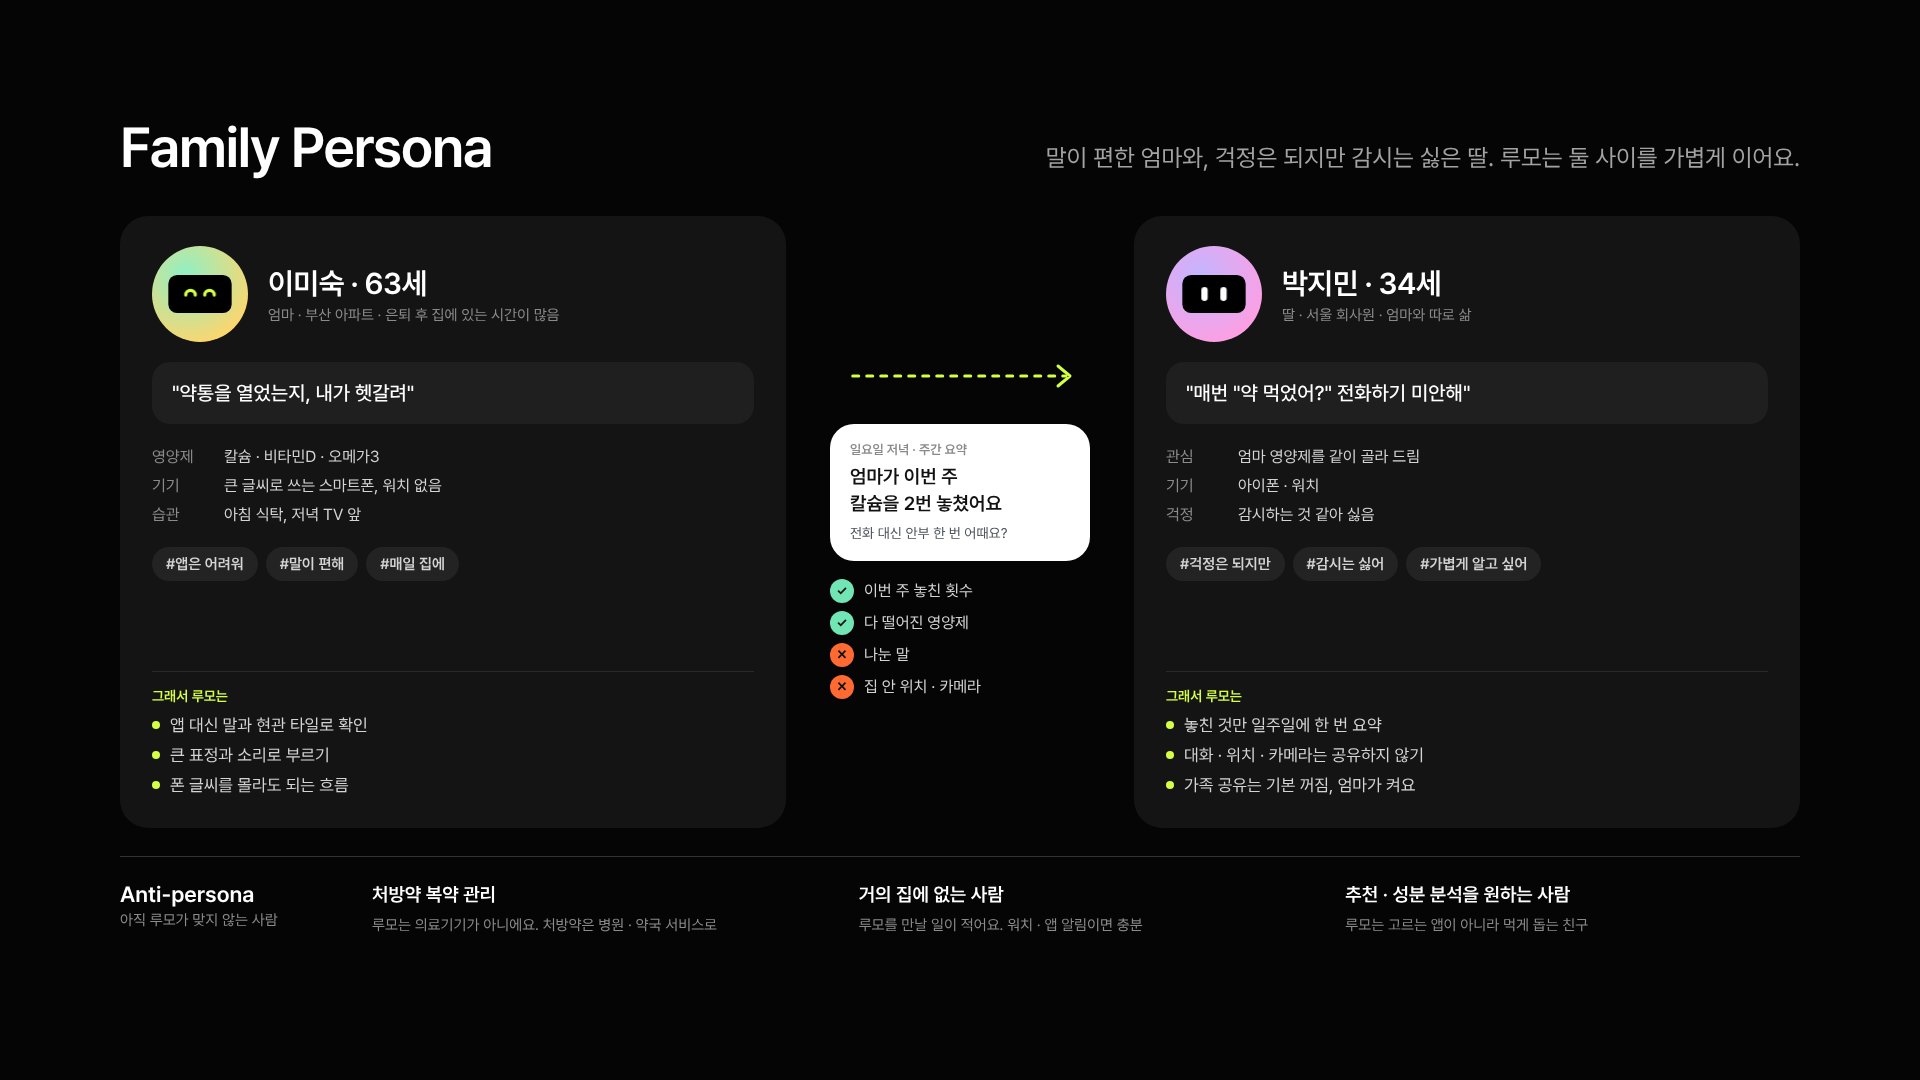 Family Persona
말이 편한 엄마와, 걱정은 되지만 감시는 싫은 딸. 루모는 둘 사이를 가볍게 이어요.
이미숙 · 63세
엄마 · 부산 아파트 · 은퇴 후 집에 있는 시간이 많음
"약통을 열었는지, 내가 헷갈려"
영양제 칼슘 · 비타민D · 오메가3
기기 큰 글씨로 쓰는 스마트폰, 워치 없음
습관 아침 식탁, 저녁 TV 앞
#앱은 어려워 #말이 편해 #매일 집에
그래서 루모는
앱 대신 말과 현관 타일로 확인
큰 표정과 소리로 부르기
폰 글씨를 몰라도 되는 흐름
일요일 저녁 · 주간 요약
엄마가 이번 주
칼슘을 2번 놓쳤어요
전화 대신 안부 한 번 어때요?
이번 주 놓친 횟수
다 떨어진 영양제
나눈 말
집 안 위치 · 카메라
박지민 · 34세
딸 · 서울 회사원 · 엄마와 따로 삶
"매번 "약 먹었어?" 전화하기 미안해"
관심 엄마 영양제를 같이 골라 드림
기기 아이폰 · 워치
걱정 감시하는 것 같아 싫음
#걱정은 되지만 #감시는 싫어 #가볍게 알고 싶어
그래서 루모는
놓친 것만 일주일에 한 번 요약
대화 · 위치 · 카메라는 공유하지 않기
가족 공유는 기본 꺼짐, 엄마가 켜요
Anti-persona
아직 루모가 맞지 않는 사람
처방약 복약 관리
루모는 의료기기가 아니에요. 처방약은 병원 · 약국 서비스로
거의 집에 없는 사람
루모를 만날 일이 적어요. 워치 · 앱 알림이면 충분
추천 · 성분 분석을 원하는 사람
루모는 고르는 앱이 아니라 먹게 돕는 친구